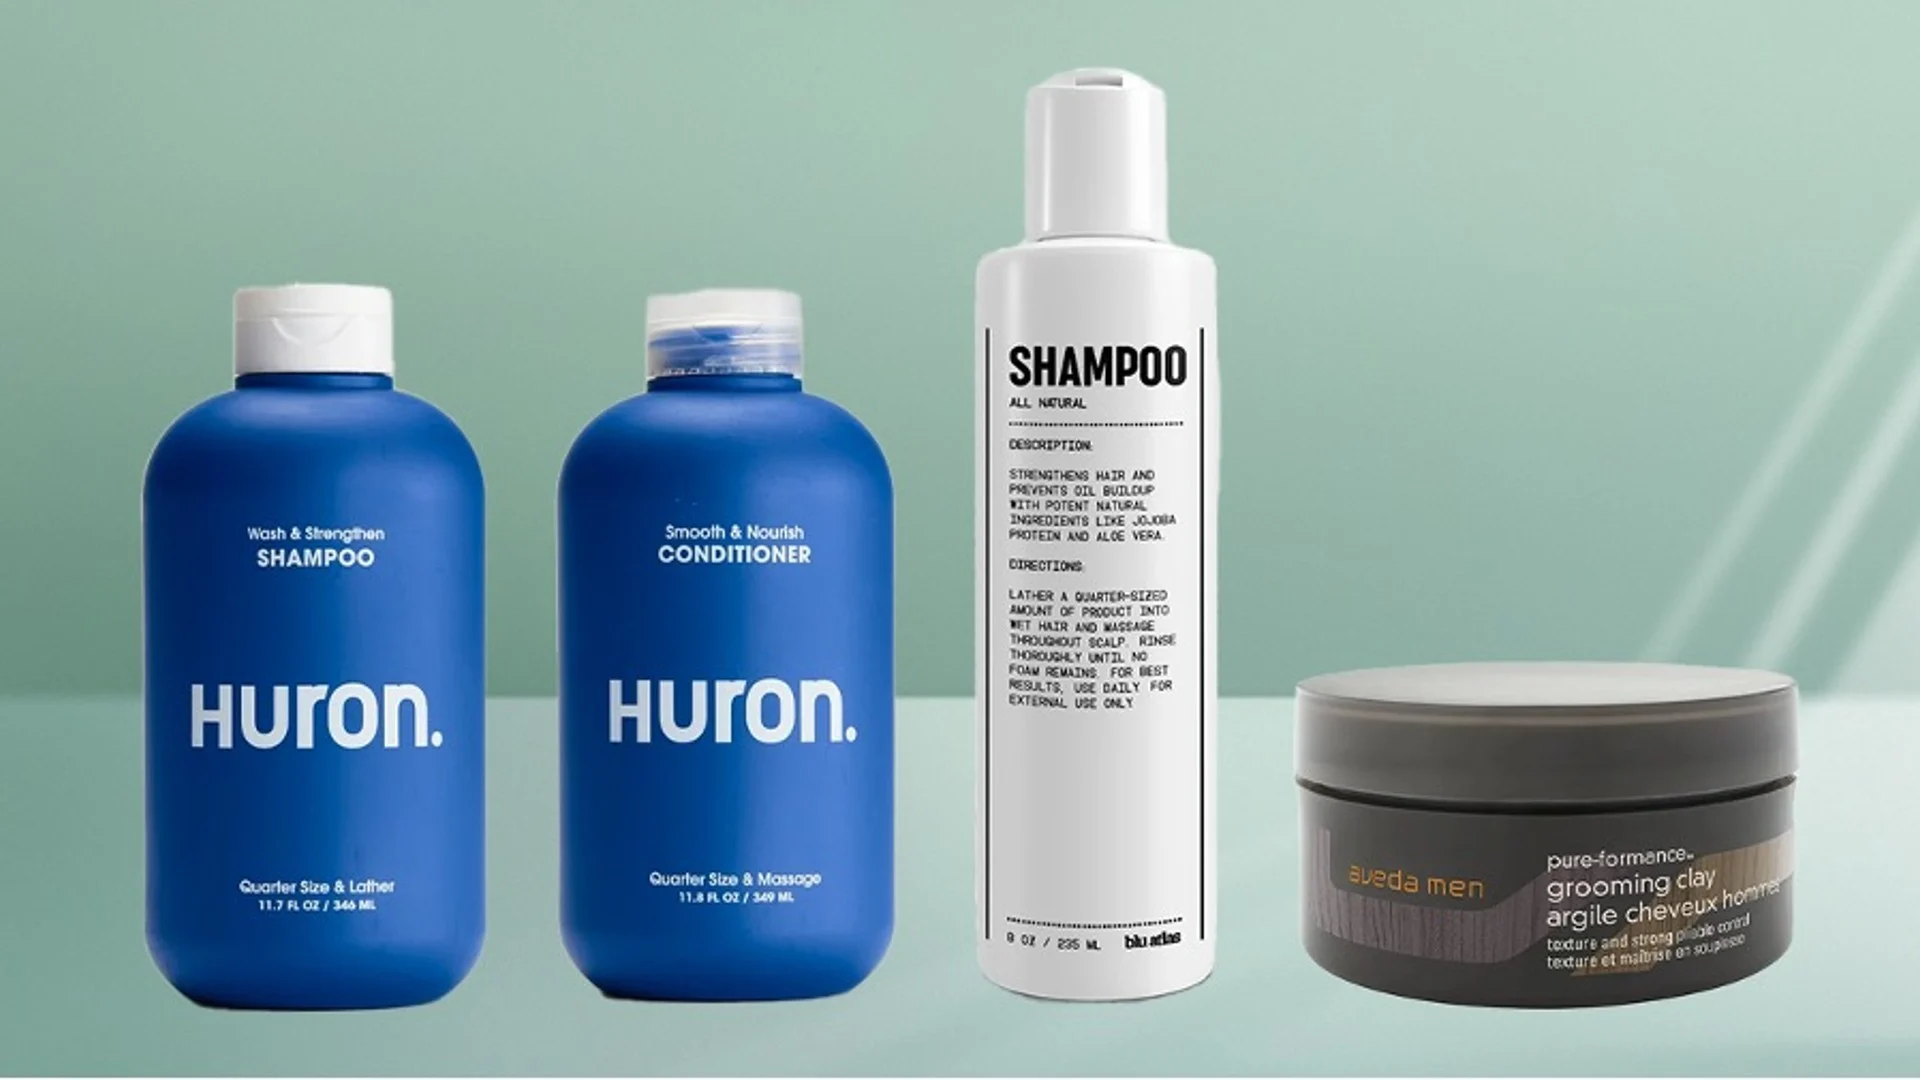 Wash & Strengthen
SHAMPOO
Huron.
Quarter Size & Lather
11.7 FL OZ / 346 ML
Smooth & Nourish
CONDITIONER
Huron.
Quarter Size & Massage
11.8 FL OZ / 349 ML
SHAMPOO
ALL NATURAL
DESCRIPTION:
STRENGTHENS HAIR AND
PREVENTS OIL BUILDUP
WITH POTENT NATURAL
INGREDIENTS LIKE JOJOBA
PROTEIN AND ALOE VERA.
DIRECTIONS:
LATHER A QUARTER-SIZED
AMOUNT OF PRODUCT INTO
WET HAIR AND MASSAGE
THROUGHOUT SCALP. RINSE
THOROUGHLY UNTIL NO
FOAM REMAINS. FOR BEST
RESULTS, USE DAILY. FOR
EXTERNAL USE ONLY.
8 OZ / 235 ML
blu atlas
aveda men
pure-formance™
grooming clay
argile cheveux hommes
texture and strong pliable control
texture et maîtrise en souplesse